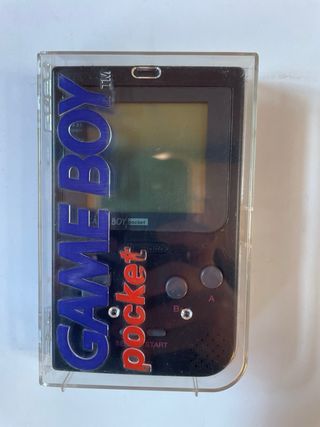 GAME BOY TM
pocket
BOY pocket
A
B
START